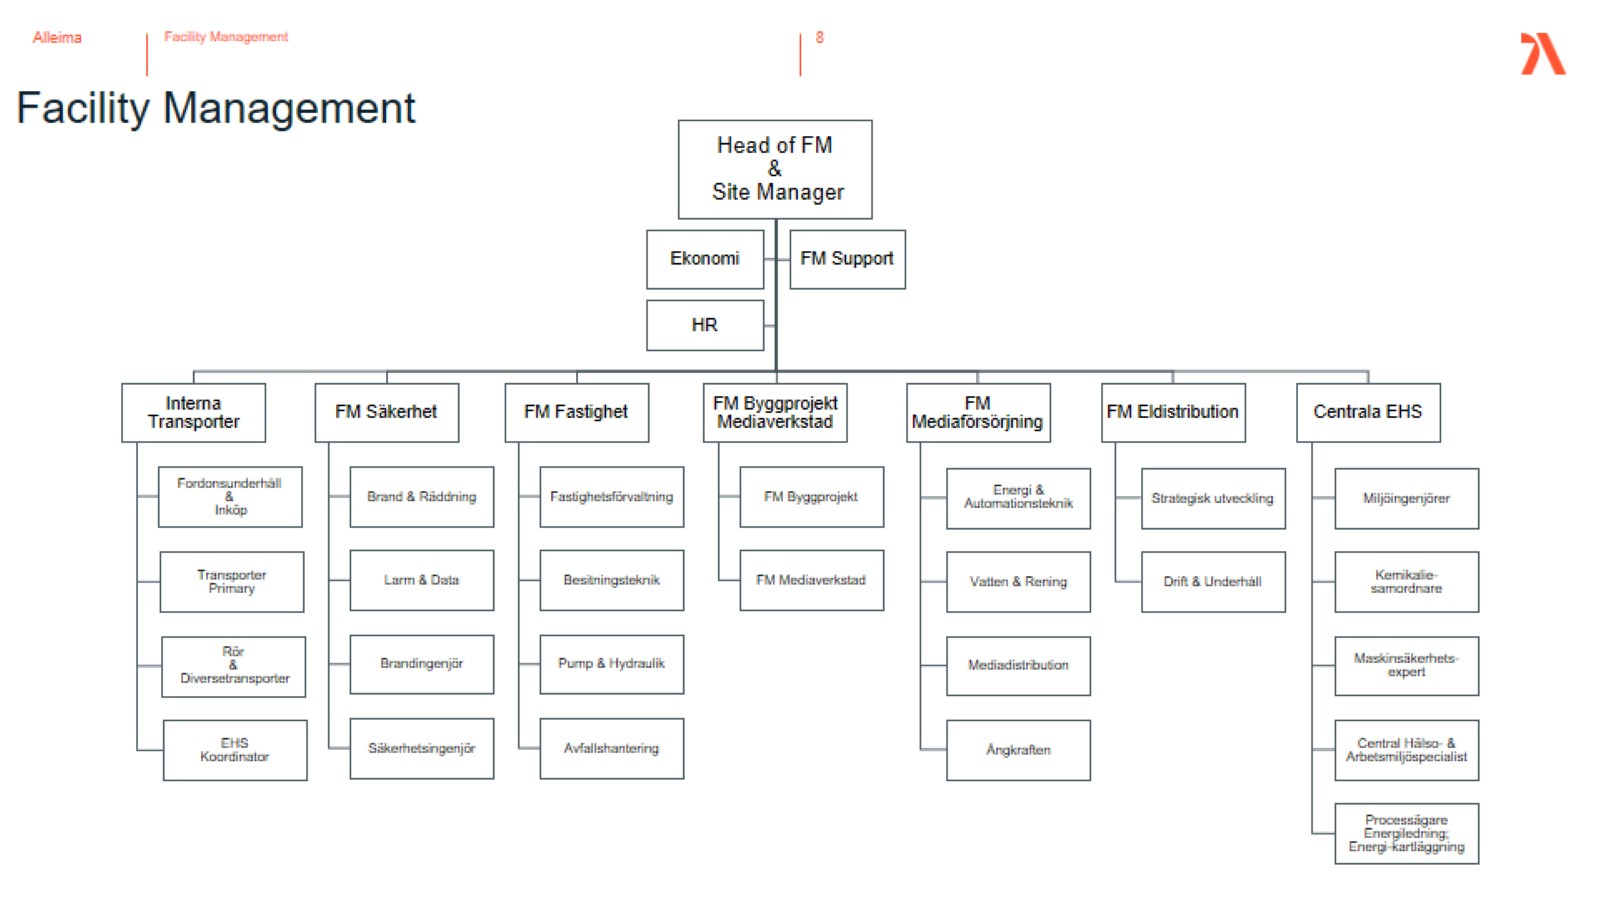 Alleima
Facility Management
8
Facility Management
Head of FM
&
Site Manager
Ekonomi
FM Support
HR
Interna
Transporter
Fordonsunderhåll
&
Inköp
Transporter
Primary
Rör
&
Diversetransporter
EHS
Koordinator
FM Säkerhet
Brand & Räddning
Larm & Data
Brandingenjör
Säkerhetsingenjör
FM Fastighet
Fastighetsförvaltning
Besitningsteknik
Pump & Hydraulik
Avfallshantering
FM Byggprojekt
Mediaverkstad
FM Byggprojekt
FM Mediaverkstad
FM
Mediaförsörjning
Energi &
Automationsteknik
Vatten & Rening
Mediadistribution
Ångkraften
FM Eldistribution
Strategisk utveckling
Drift & Underhåll
Centrala EHS
Miljöingenjörer
Kemikalie-
samordnare
Maskinsäkerhets-
expert
Central Hälso- &
Arbetsmiljöspecialist
Processägare
Energiledning;
Energi-kartläggning